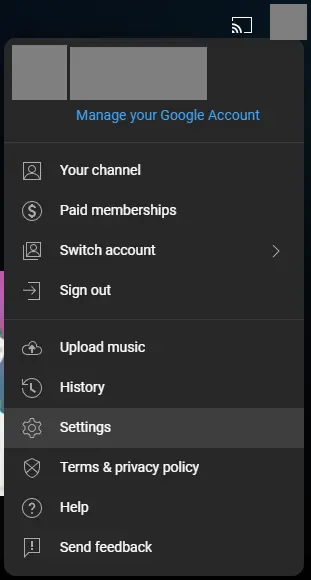 Manage your Google Account
Your channel
Paid memberships
Switch account
Sign out
Upload music
History
Settings
Terms & privacy policy
Help
Send feedback